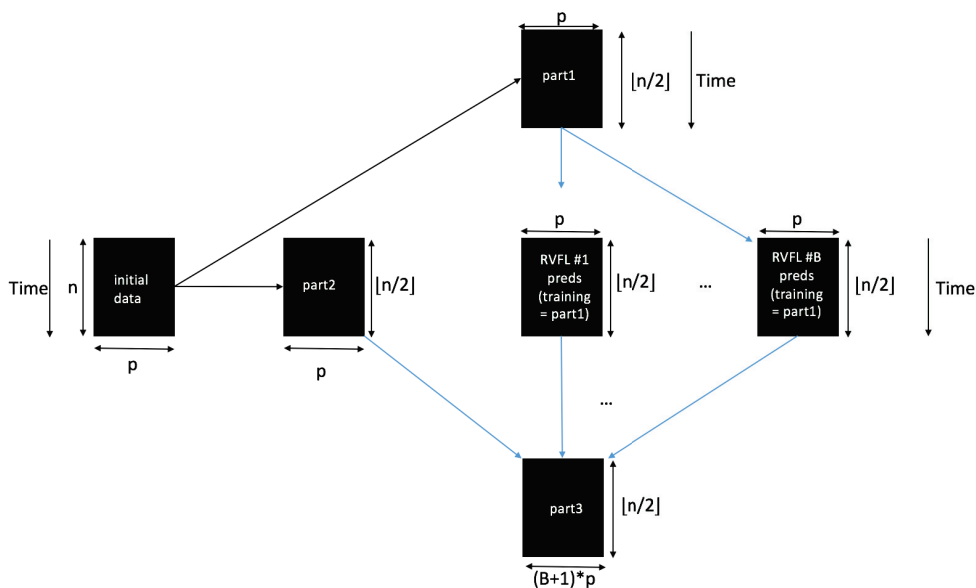 p
part1
⌊n/2⌋
Time
p
p
Time
n
initial
data
part2
⌊n/2⌋
RVFL #1
preds
(training
= part1)
⌊n/2⌋
...
RVFL #B
preds
(training
= part1)
⌊n/2⌋
Time
p
p
...
part3
⌊n/2⌋
(B+1)*p